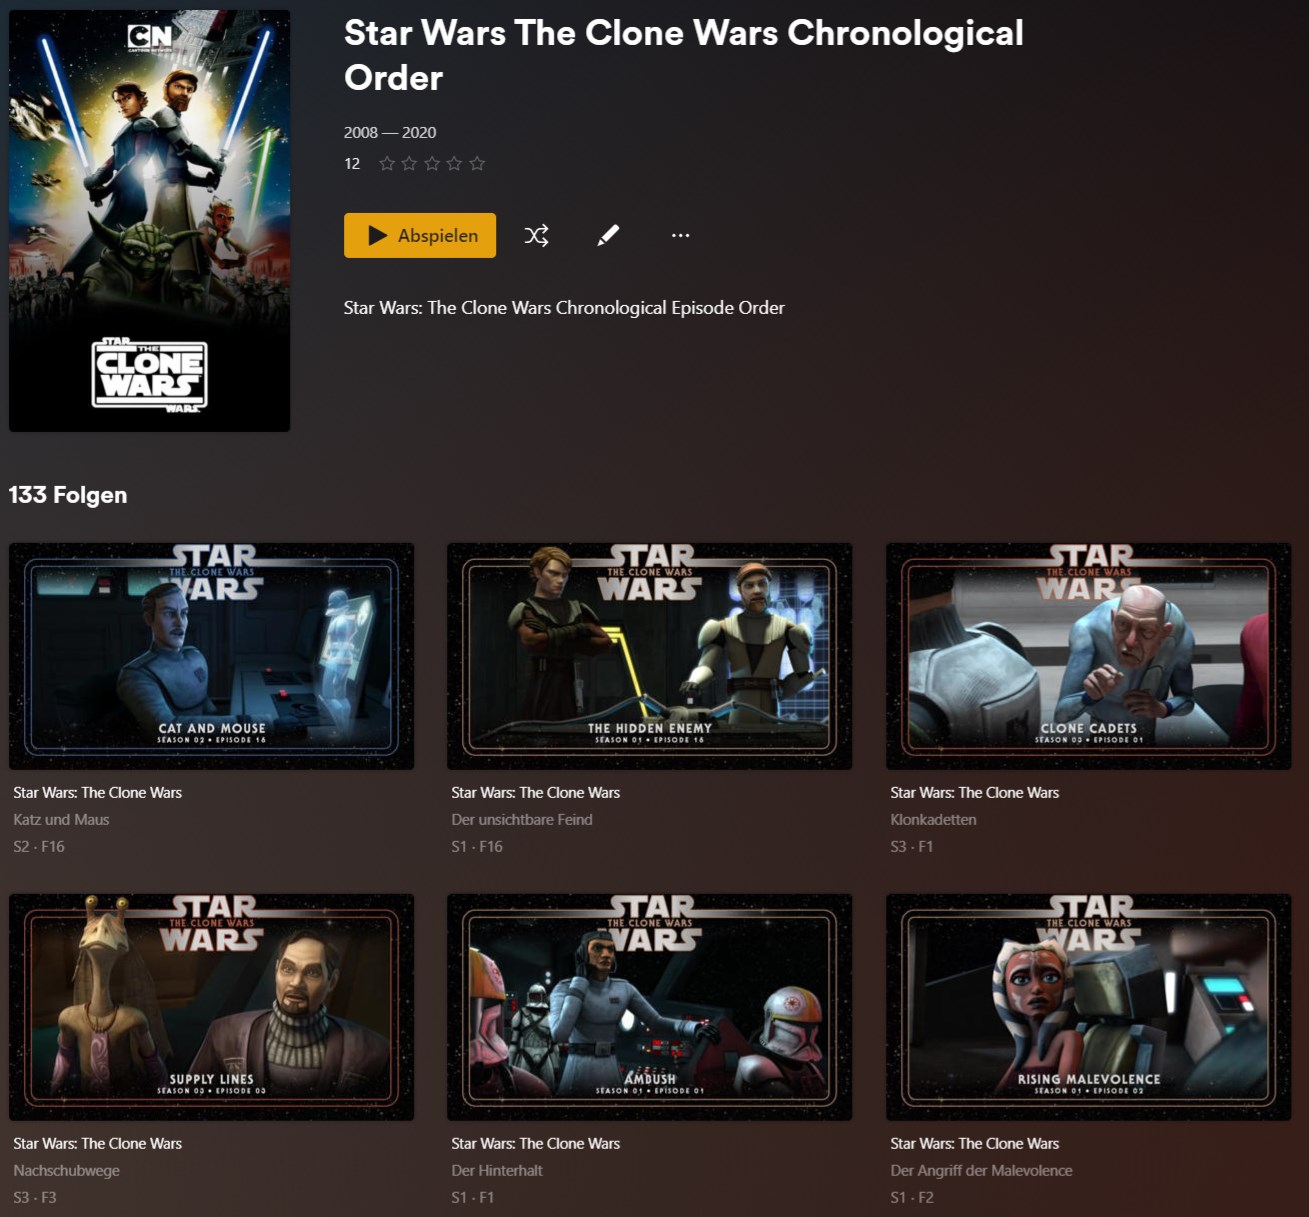 CN
CARTOON NETWORK
STAR
THE
CLONE
WARS
WARS
Star Wars The Clone Wars Chronological
Order
2008 — 2020
12
Abspielen
Star Wars: The Clone Wars Chronological Episode Order
133 Folgen
STAR
THE CLONE WARS
WARS
CAT AND MOUSE
SEASON 02 • EPISODE 16
Star Wars: The Clone Wars
Katz und Maus
S2 · F16
STAR
THE CLONE WARS
WARS
THE HIDDEN ENEMY
SEASON 01 • EPISODE 16
Star Wars: The Clone Wars
Der unsichtbare Feind
S1 · F16
STAR
THE CLONE WARS
WARS
CLONE CADETS
SEASON 03 • EPISODE 01
Star Wars: The Clone Wars
Klonkadetten
S3 · F1
STAR
THE CLONE WARS
WARS
SUPPLY LINES
SEASON 03 • EPISODE 03
Star Wars: The Clone Wars
Nachschubwege
S3 · F3
STAR
THE CLONE WARS
WARS
AMBUSH
SEASON 01 • EPISODE 01
Star Wars: The Clone Wars
Der Hinterhalt
S1 · F1
STAR
THE CLONE WARS
WARS
RISING MALEVOLENCE
SEASON 01 • EPISODE 02
Star Wars: The Clone Wars
Der Angriff der Malevolence
S1 · F2